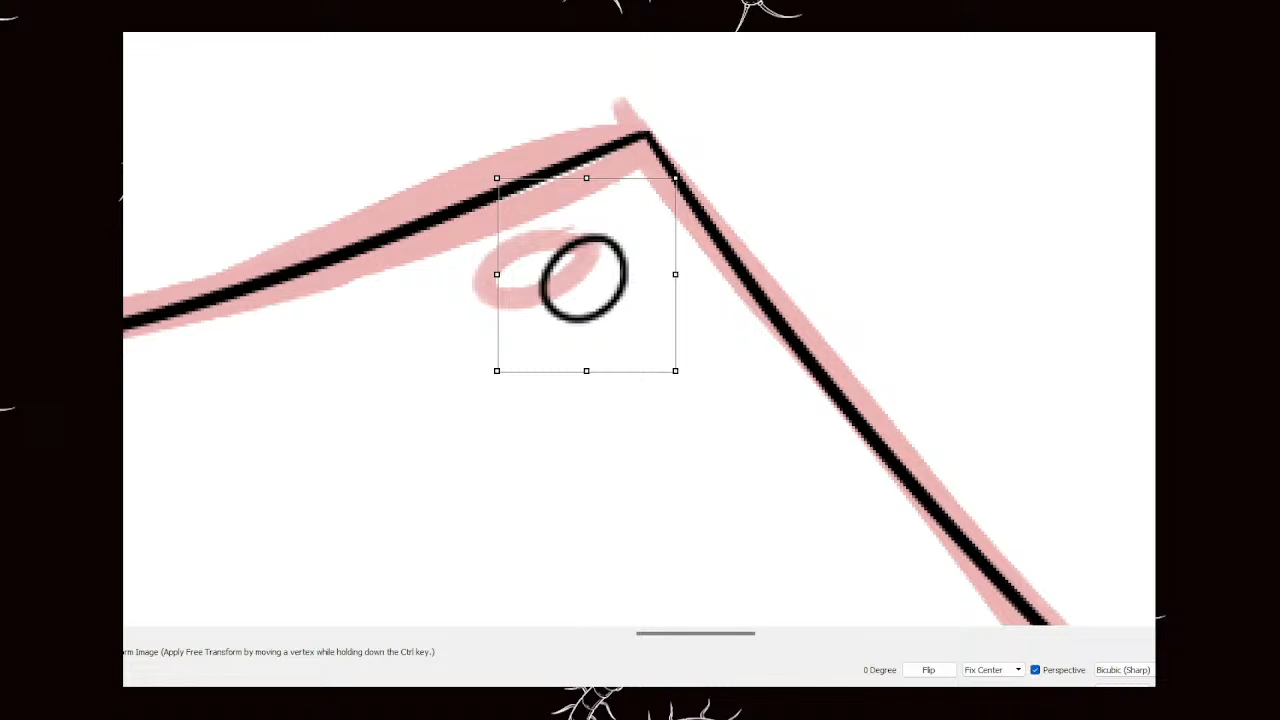 rm Image (Apply Free Transform by moving a vertex while holding down the Ctrl key.)
0 Degree Flip Fix Center Perspective Bicubic (Sharp)